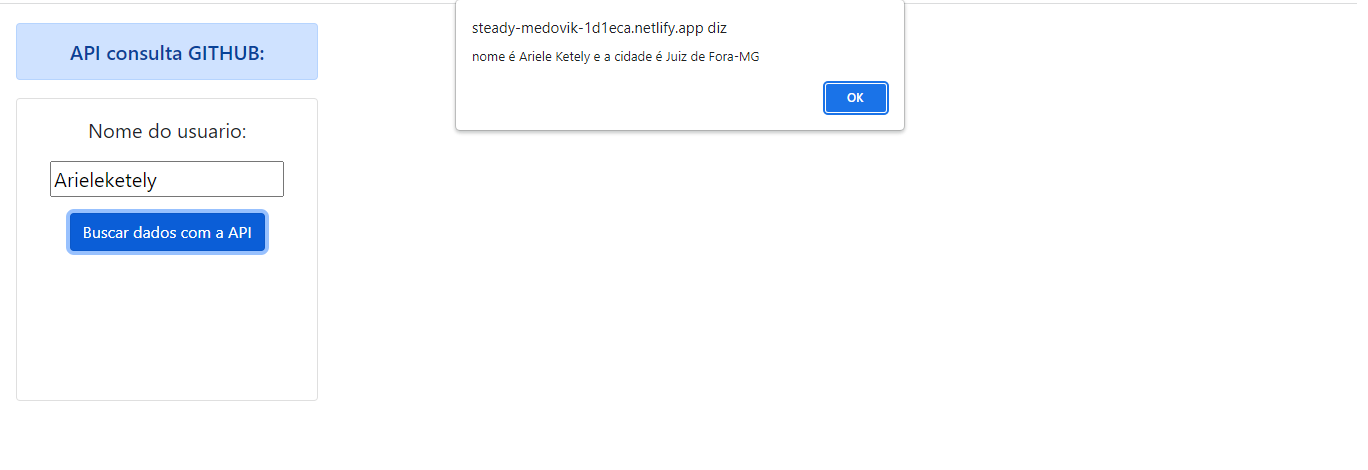 API consulta GITHUB:
Nome do usuario:
Arieleketely
Buscar dados com a API
steady-medovik-1d1eca.netlify.app diz
nome é Ariele Ketely e a cidade é Juiz de Fora-MG
OK